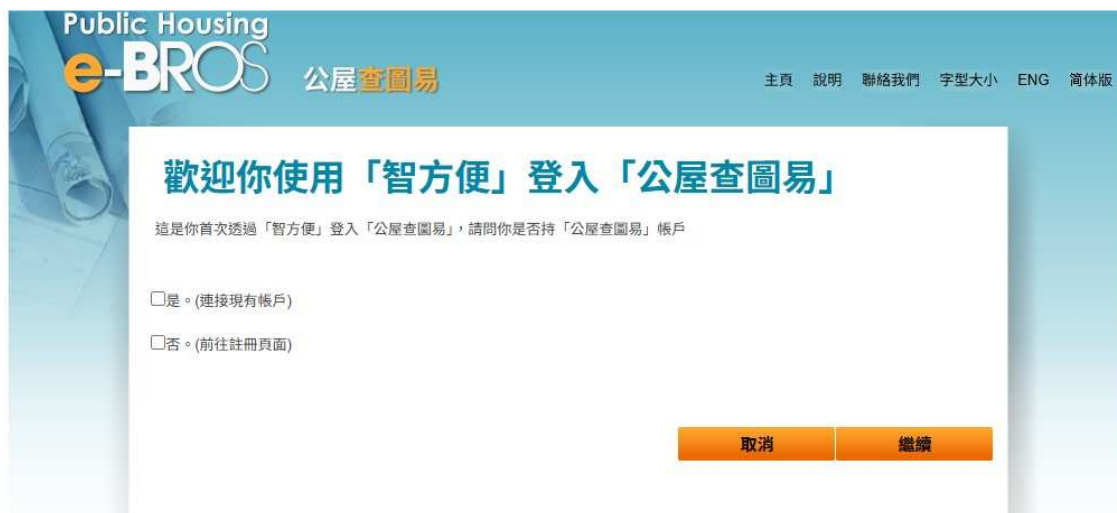 Public Housing
e-BROS 公屋查圖易
主頁 說明 聯絡我們 字型大小 ENG 简体版
歡迎你使用「智方便」登入「公屋查圖易」
這是你首次透過「智方便」登入「公屋查圖易」，請問你是否持「公屋查圖易」帳戶
是。(連接現有帳戶)
否。(前往註冊頁面)
取消 繼續